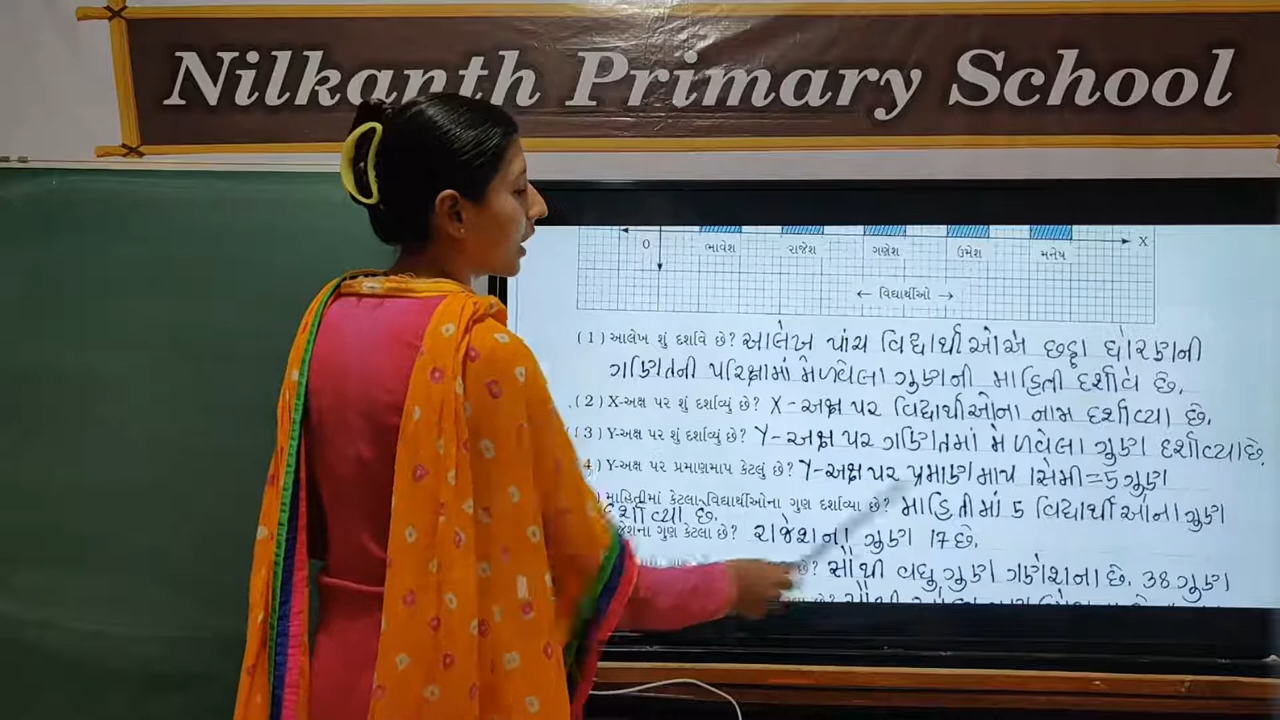 Nilkanth Primary School
0 ભાવેશ રાજેશ ગણેશ ઉમેશ મનેષ X
← વિદ્યાર્થીઓ →
(1) આલેખ શું દર્શાવે છે? આલેખ પાંચ વિદ્યાર્થીઓએ છઠ્ઠા ધોરણની
ગણિતની પરિક્ષામાં મેળવેલા ગુણની માહિતી દર્શાવે છે.
(2) X-અક્ષ પર શું દર્શાવ્યું છે? X-અક્ષ પર વિદ્યાર્થીઓના નામ દર્શાવ્યા છે.
(3) Y-અક્ષ પર શું દર્શાવ્યું છે? Y-અક્ષ પર ગણિતમાં મેળવેલા ગુણ દર્શાવ્યા છે.
4) Y-અક્ષ પર પ્રમાણમાપ કેટલું છે? Y-અક્ષ પર પ્રમાણમાપ 1સેમી=5ગુણ
) માહિતીમાં કેટલા વિદ્યાર્થીઓના ગુણ દર્શાવ્યા છે? માહિતીમાં 5 વિદ્યાર્થીઓના ગુણ
દર્શાવ્યા છે.
ગુણ કેટલા છે? રાજેશના ગુણ 17 છે.
છે? સૌથી વધુ ગુણ ગણેશના છે. 38 ગુણ